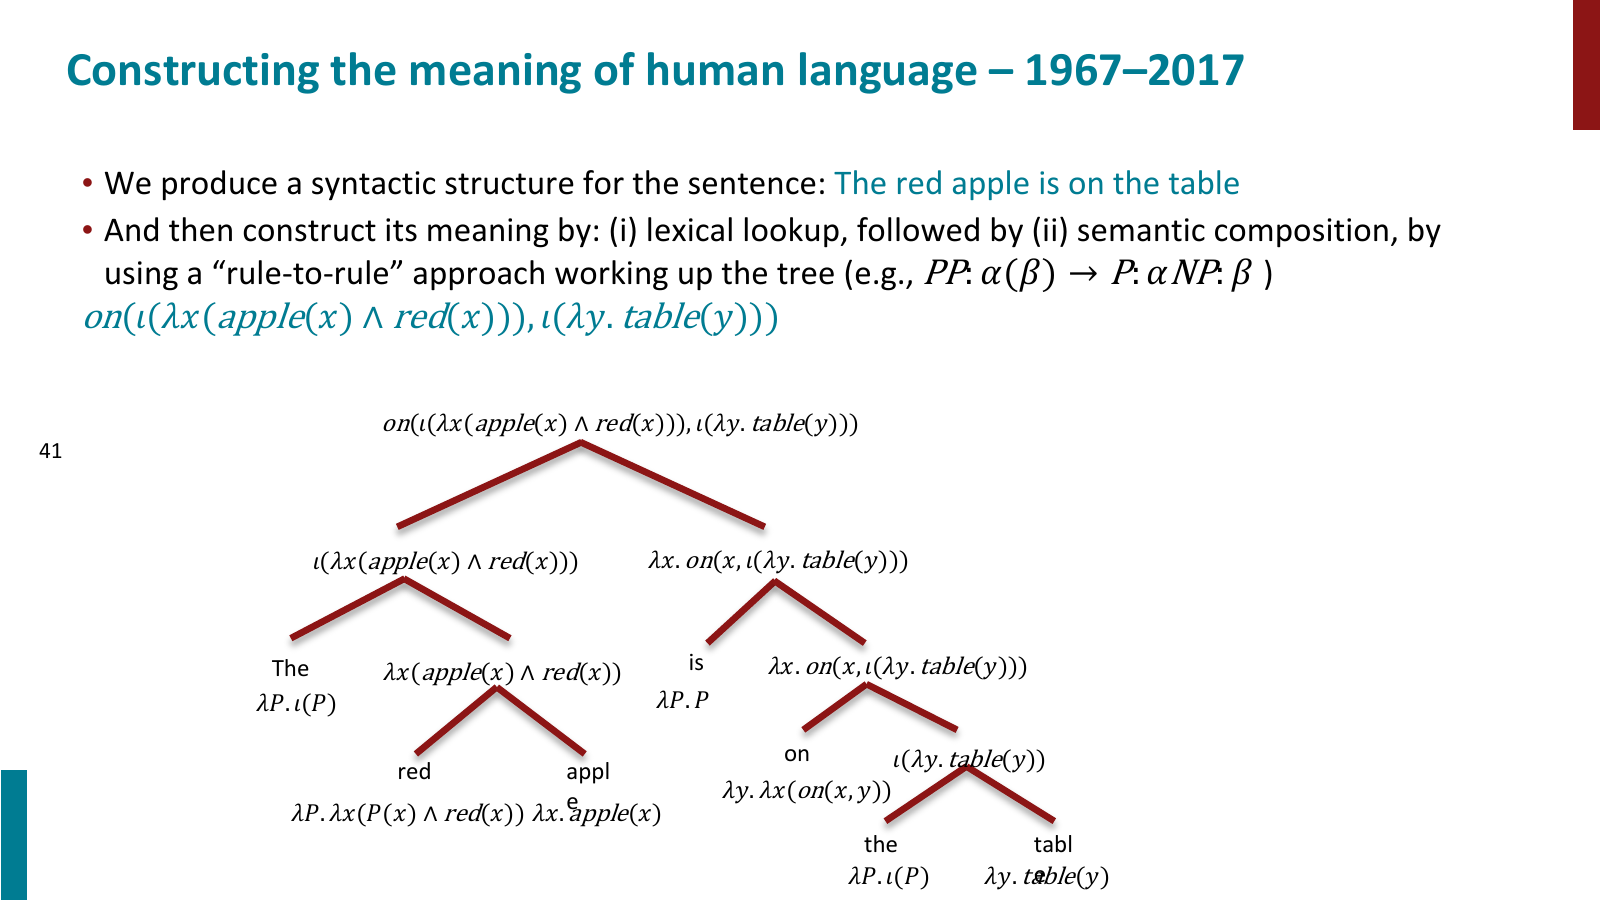 Constructing the meaning of human language – 1967–2017
• We produce a syntactic structure for the sentence: The red apple is on the table
• And then construct its meaning by: (i) lexical lookup, followed by (ii) semantic composition, by
using a “rule-to-rule” approach working up the tree (e.g., PP: α(β) → P: α NP: β )
on(ι(λx(apple(x) ∧ red(x))), ι(λy. table(y)))
on(ι(λx(apple(x) ∧ red(x))), ι(λy. table(y)))
41
ι(λx(apple(x) ∧ red(x))) λx. on(x, ι(λy. table(y)))
The λx(apple(x) ∧ red(x)) is λx. on(x, ι(λy. table(y)))
λP. ι(P) λP. P
on ι(λy. table(y))
red appl
e
λy. λx(on(x, y))
λP. λx(P(x) ∧ red(x)) λx. apple(x)
the tabl
e
λP. ι(P) λy. table(y)